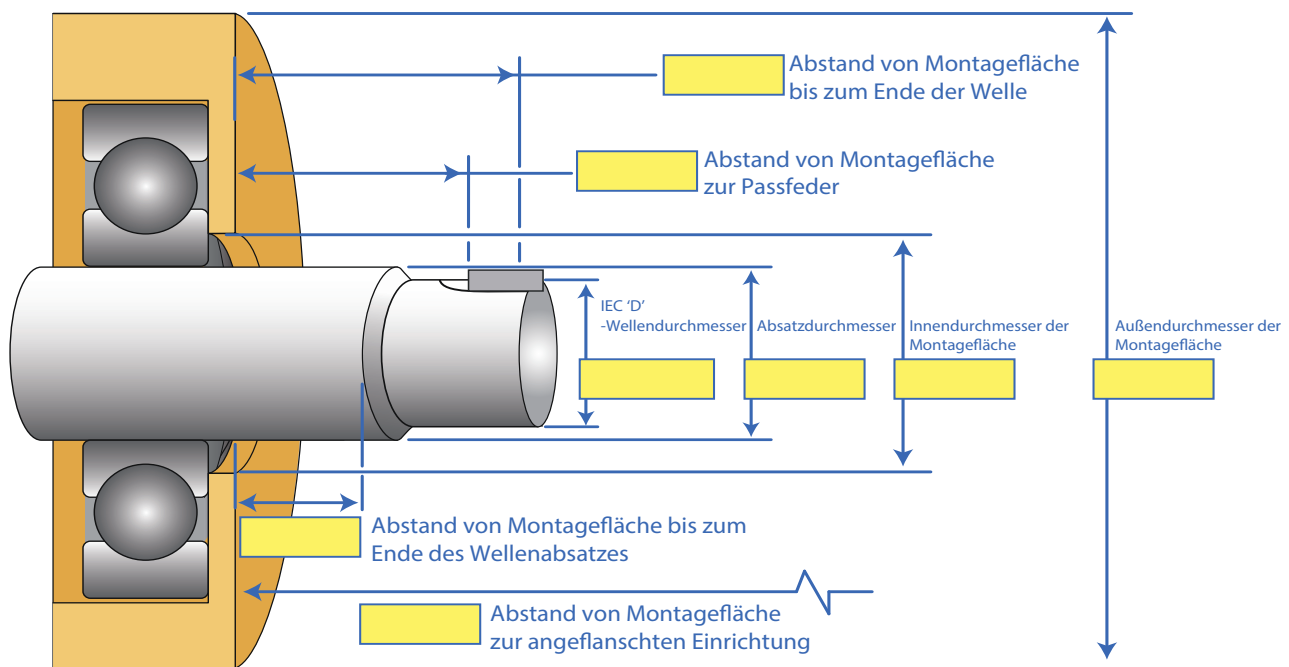 Abstand von Montagefläche
bis zum Ende der Welle
Abstand von Montagefläche
zur Passfeder
IEC ‘D’
-Wellendurchmesser
Absatzdurchmesser
Innendurchmesser der
Montagefläche
Außendurchmesser der
Montagefläche
Abstand von Montagefläche bis zum
Ende des Wellenabsatzes
Abstand von Montagefläche
zur angeflanschten Einrichtung